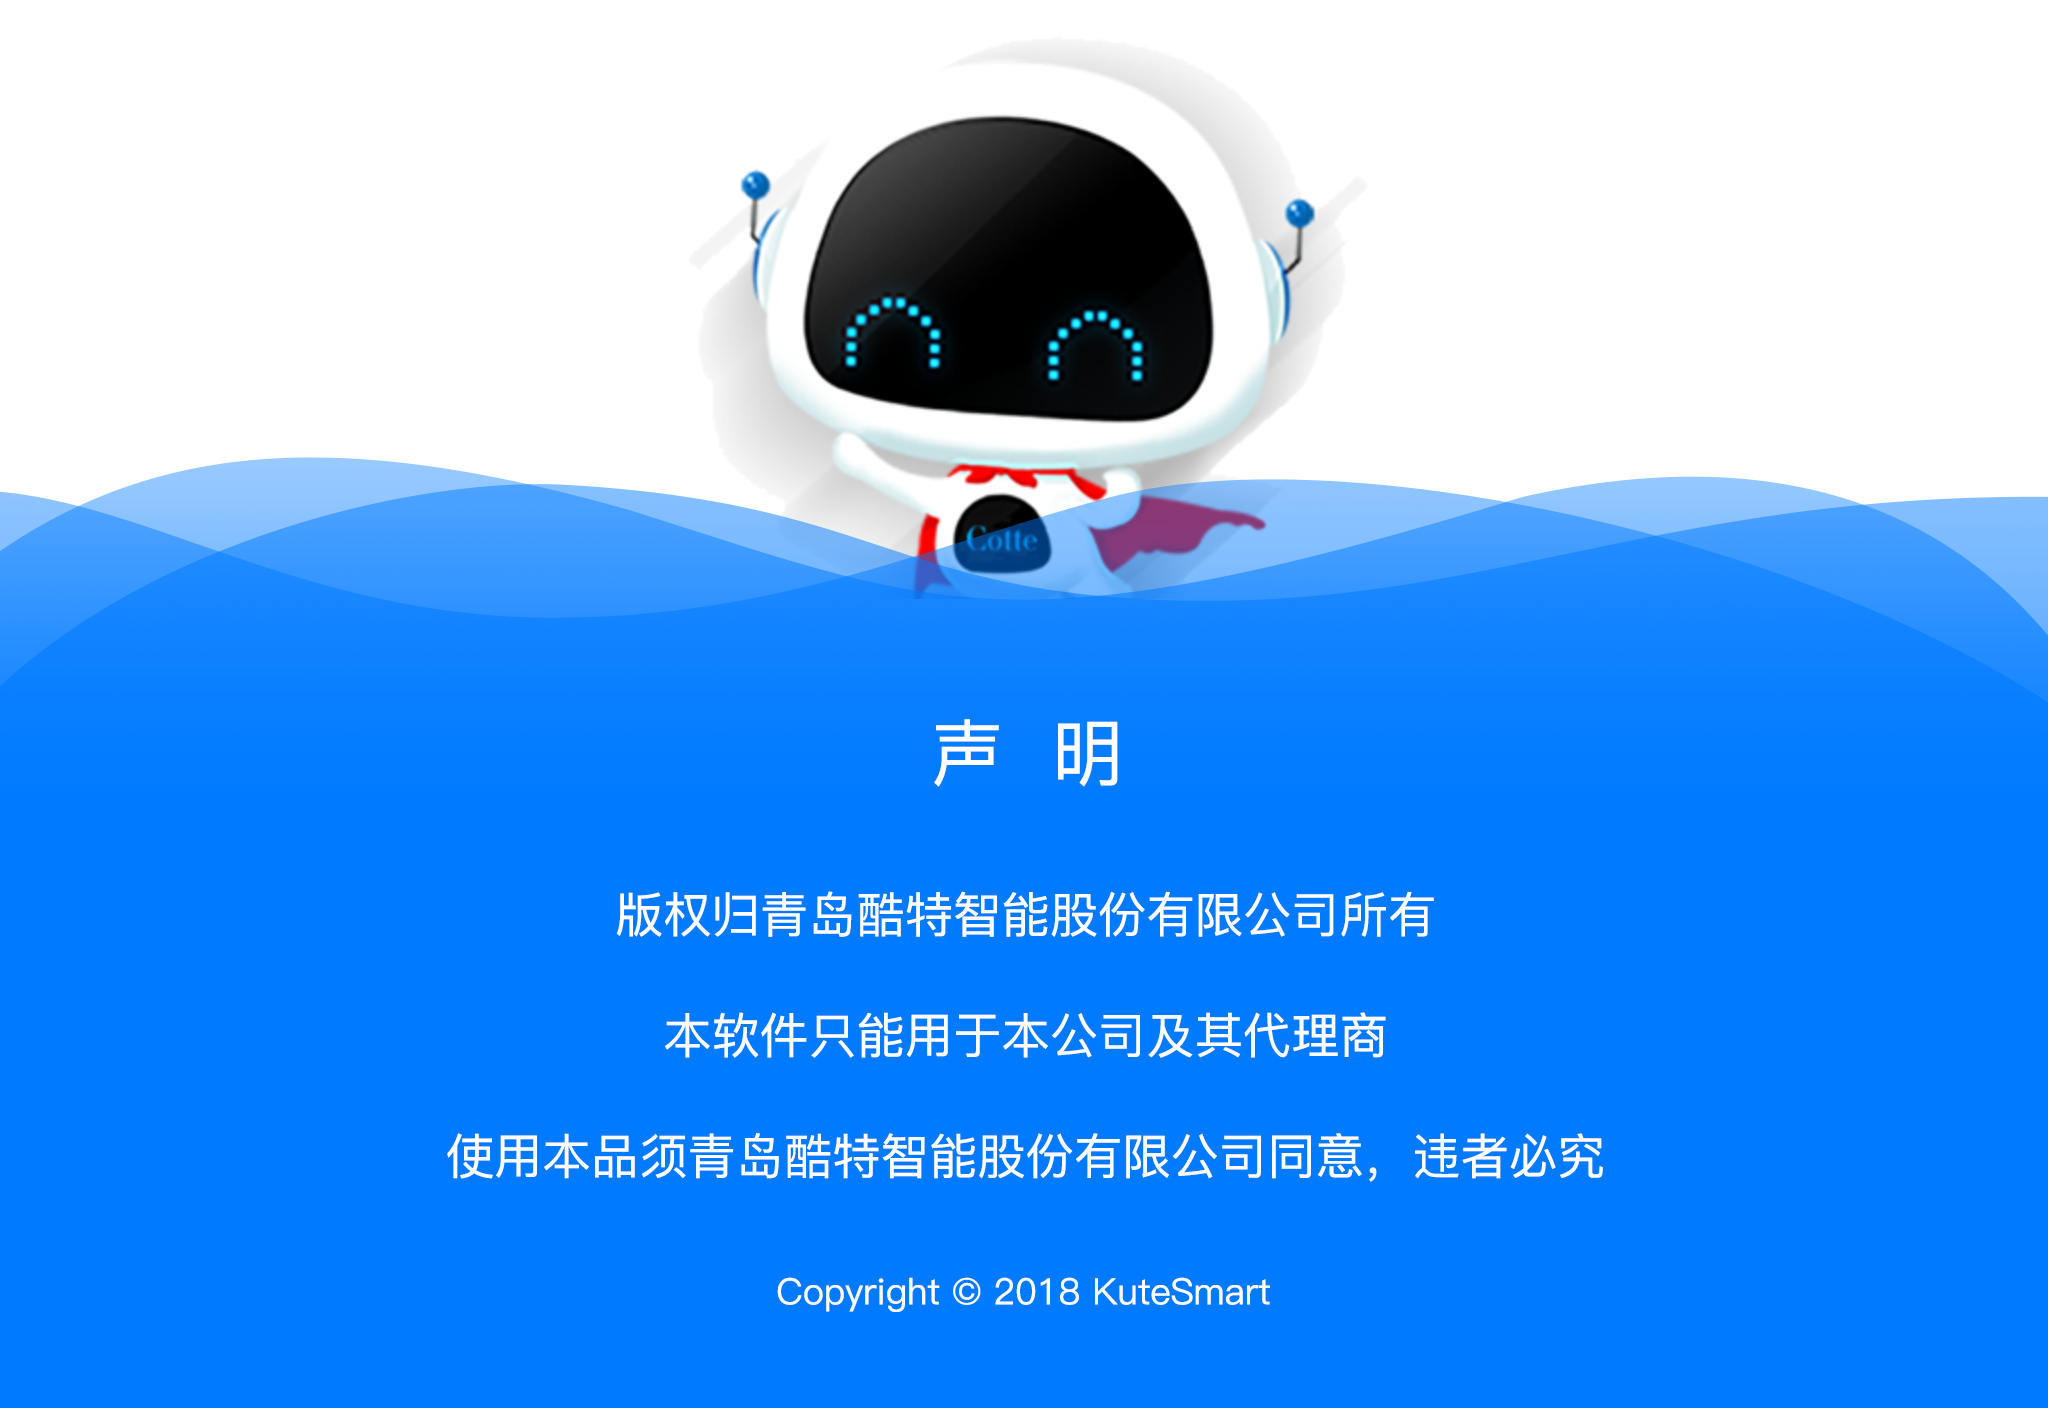 Cotte
声 明
版权归青岛酷特智能股份有限公司所有
本软件只能用于本公司及其代理商
使用本品须青岛酷特智能股份有限公司同意，违者必究
Copyright © 2018 KuteSmart